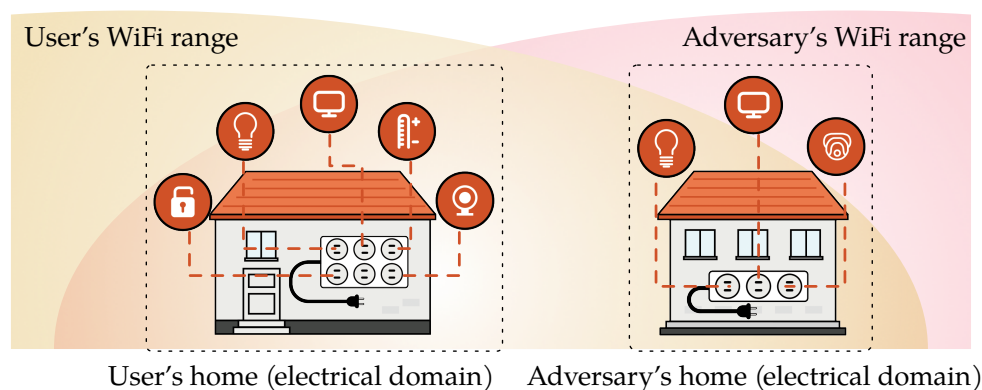 User's WiFi range
Adversary's WiFi range
User's home (electrical domain)
Adversary's home (electrical domain)